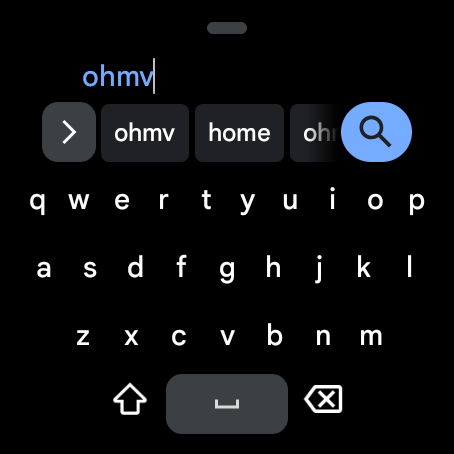 ohmv
ohmv home
q w e r t y u i o p
a s d f g h j k l
z x c v b n m